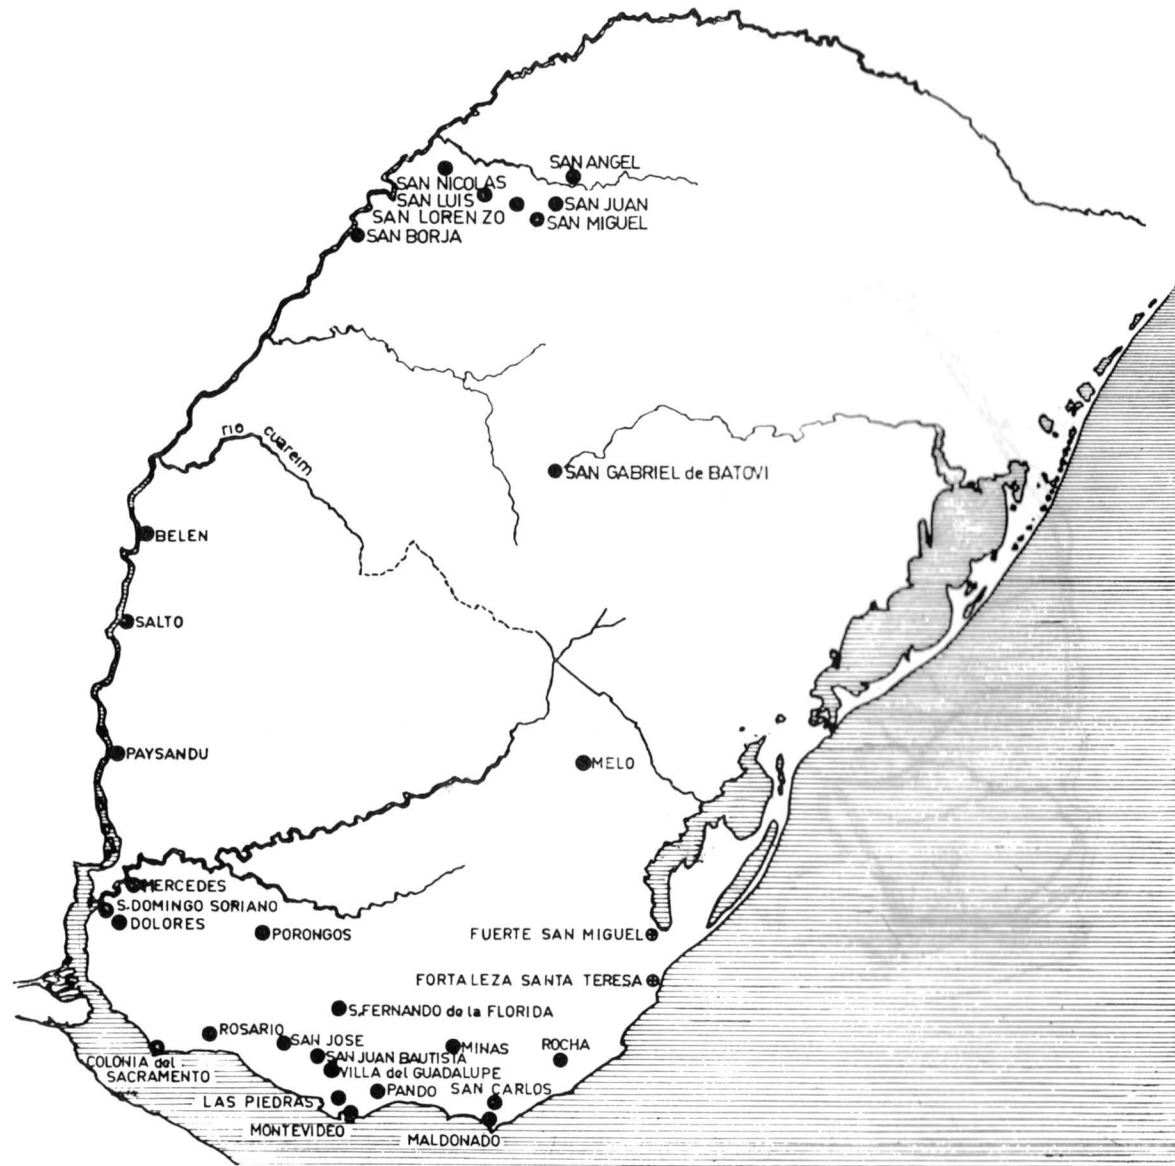 SAN ANGEL
SAN NICOLAS
SAN LUIS
SAN JUAN
SAN LORENZO
SAN MIGUEL
SAN BORJA
rio cuareim
SAN GABRIEL de BATOVI
BELEN
SALTO
PAYSANDU
MELO
MERCEDES
S. DOMINGO SORIANO
DOLORES
PORONGOS
FUERTE SAN MIGUEL
FORTALEZA SANTA TERESA
S. FERNANDO de la FLORIDA
ROSARIO
SAN JOSE
MINAS
ROCHA
SAN JUAN BAUTISTA
COLONIA del
SACRAMENTO
VILLA del GUADALUPE
PANDO
SAN CARLOS
LAS PIEDRAS
MONTEVIDEO
MALDONADO